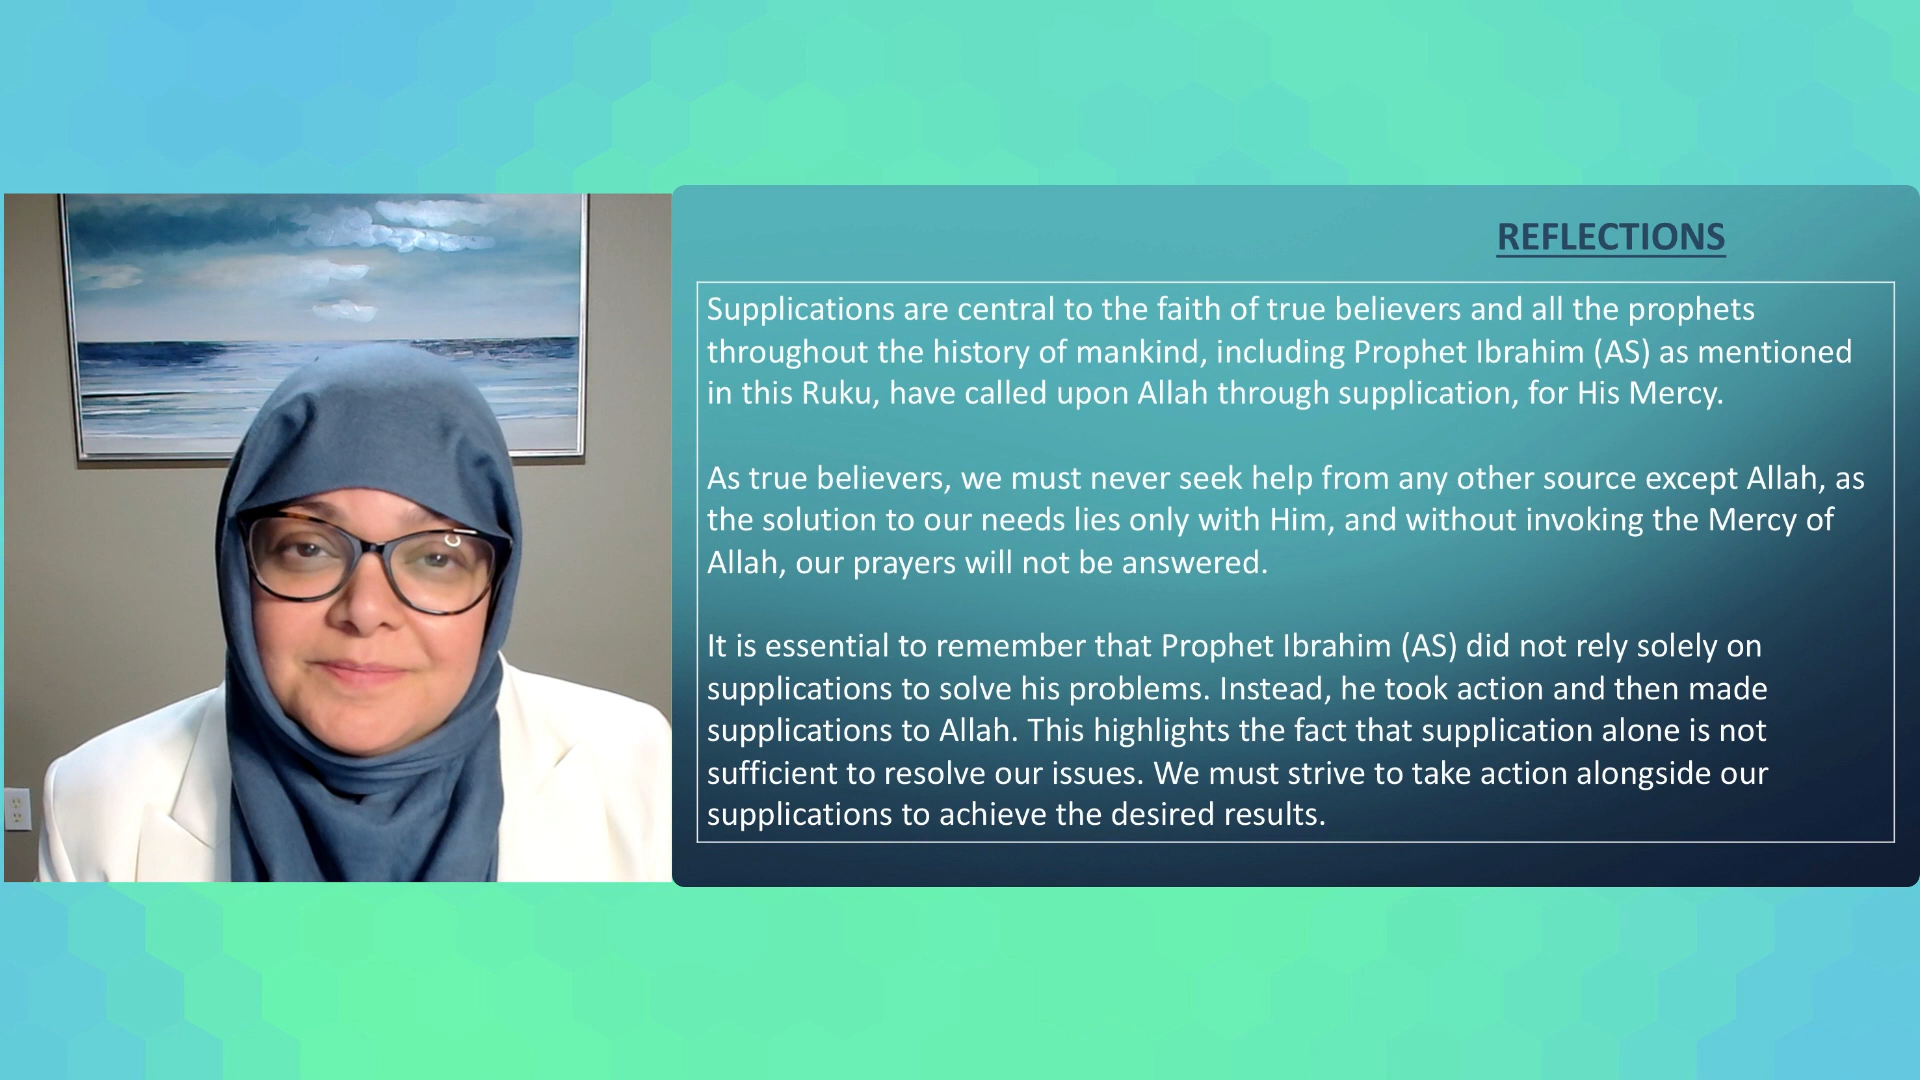 REFLECTIONS
Supplications are central to the faith of true believers and all the prophets
throughout the history of mankind, including Prophet Ibrahim (AS) as mentioned
in this Ruku, have called upon Allah through supplication, for His Mercy.
As true believers, we must never seek help from any other source except Allah, as
the solution to our needs lies only with Him, and without invoking the Mercy of
Allah, our prayers will not be answered.
It is essential to remember that Prophet Ibrahim (AS) did not rely solely on
supplications to solve his problems. Instead, he took action and then made
supplications to Allah. This highlights the fact that supplication alone is not
sufficient to resolve our issues. We must strive to take action alongside our
supplications to achieve the desired results.